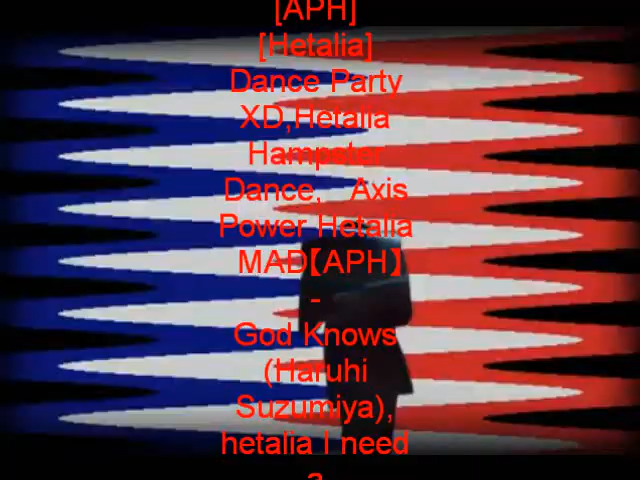 [APH]
[Hetalia]
Dance Party
XD,Hetalia
Hampster
Dance,   Axis
Power Hetalia
MAD【APH】
-
God Knows
(Haruhi
Suzumiya),
hetalia I need
a